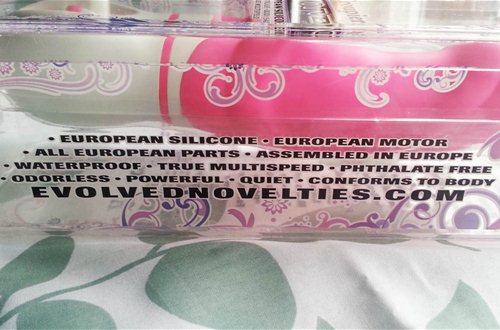 • EUROPEAN SILICONE • EUROPEAN MOTOR
• ALL EUROPEAN PARTS • ASSEMBLED IN EUROPE
• WATERPROOF • TRUE MULTISPEED • PHTHALATE FREE
ODORLESS • POWERFUL • QUIET • CONFORMS TO BODY
EVOLVEDNOVELTIES.COM